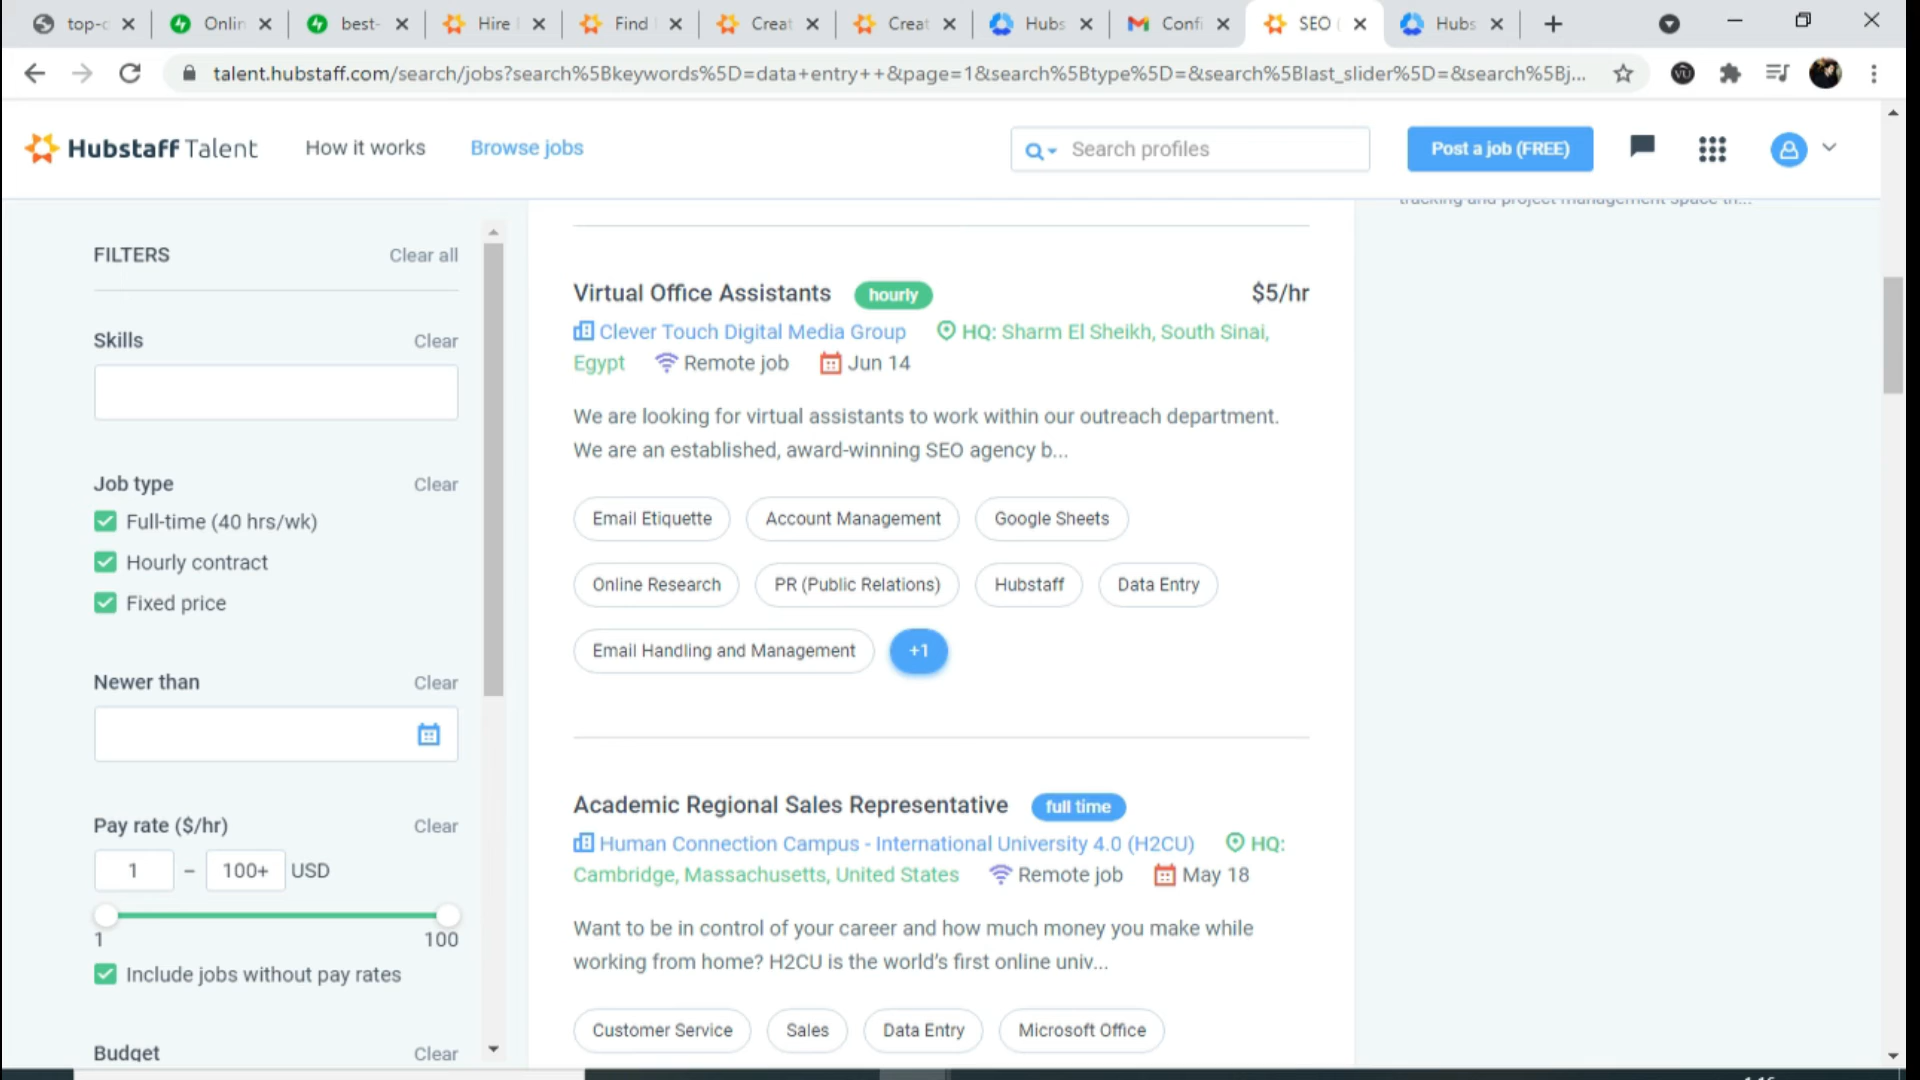 top-c
Onlin
best-
Hire
Find
Creat
Creat
Hubs
Confi
SEO (
Hubs
talent.hubstaff.com/search/jobs?search%5Bkeywords%5D=data+entry++&page=1&search%5Btype%5D=&search%5Blast_slider%5D=&search%5Bj...
Hubstaff Talent
How it works
Browse jobs
Search profiles
Post a job (FREE)
tracking and project management space th...
FILTERS
Clear all
Skills
Clear
Job type
Clear
Full-time (40 hrs/wk)
Hourly contract
Fixed price
Newer than
Clear
Pay rate ($/hr)
Clear
1 – 100+ USD
1
100
Include jobs without pay rates
Budget
Clear
Virtual Office Assistants hourly $5/hr
Clever Touch Digital Media Group HQ: Sharm El Sheikh, South Sinai,
Egypt Remote job Jun 14
We are looking for virtual assistants to work within our outreach department.
We are an established, award-winning SEO agency b...
Email Etiquette Account Management Google Sheets
Online Research PR (Public Relations) Hubstaff Data Entry
Email Handling and Management +1
Academic Regional Sales Representative full time
Human Connection Campus - International University 4.0 (H2CU) HQ:
Cambridge, Massachusetts, United States Remote job May 18
Want to be in control of your career and how much money you make while
working from home? H2CU is the world's first online univ...
Customer Service Sales Data Entry Microsoft Office